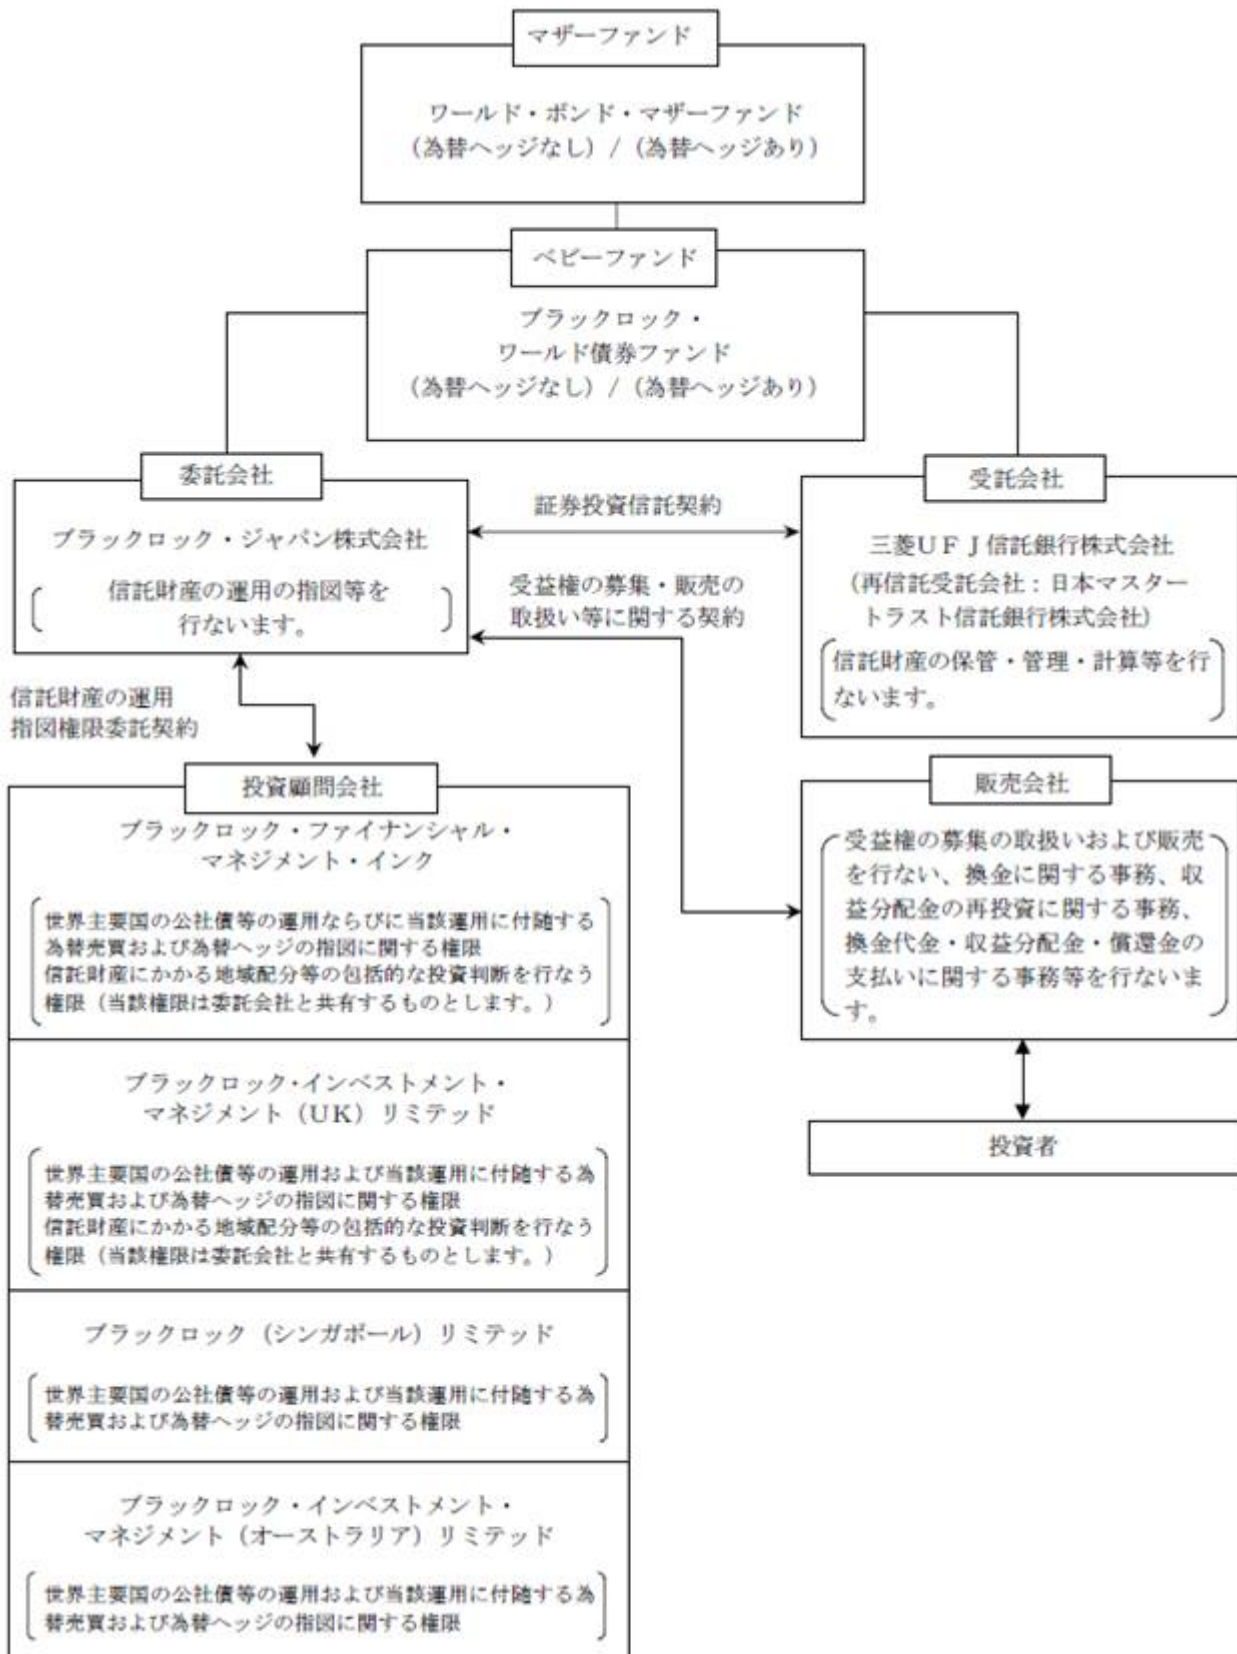 マザーファンド
ワールド・ボンド・マザーファンド
（為替ヘッジなし）/（為替ヘッジあり）
ベビーファンド
ブラックロック・
ワールド債券ファンド
（為替ヘッジなし）/（為替ヘッジあり）
委託会社
ブラックロック・ジャパン株式会社
信託財産の運用の指図等を
行ないます。
証券投資信託契約
受益権の募集・販売の
取扱い等に関する契約
受託会社
三菱ＵＦＪ信託銀行株式会社
（再信託受託会社：日本マスター
トラスト信託銀行株式会社）
信託財産の保管・管理・計算等を行
ないます。
信託財産の運用
指図権限委託契約
投資顧問会社
ブラックロック・ファイナンシャル・
マネジメント・インク
世界主要国の公社債等の運用ならびに当該運用に付随する
為替売買および為替ヘッジの指図に関する権限
信託財産にかかる地域配分等の包括的な投資判断を行なう
権限（当該権限は委託会社と共有するものとします。）
ブラックロック・インベストメント・
マネジメント（ＵＫ）リミテッド
世界主要国の公社債等の運用および当該運用に付随する為
替売買および為替ヘッジの指図に関する権限
信託財産にかかる地域配分等の包括的な投資判断を行なう
権限（当該権限は委託会社と共有するものとします。）
ブラックロック（シンガポール）リミテッド
世界主要国の公社債等の運用および当該運用に付随する為
替売買および為替ヘッジの指図に関する権限
ブラックロック・インベストメント・
マネジメント（オーストラリア）リミテッド
世界主要国の公社債等の運用および当該運用に付随する為
替売買および為替ヘッジの指図に関する権限
販売会社
受益権の募集の取扱いおよび販売
を行ない、換金に関する事務、収
益分配金の再投資に関する事務、
換金代金・収益分配金・償還金の
支払いに関する事務等を行ないま
す。
投資者